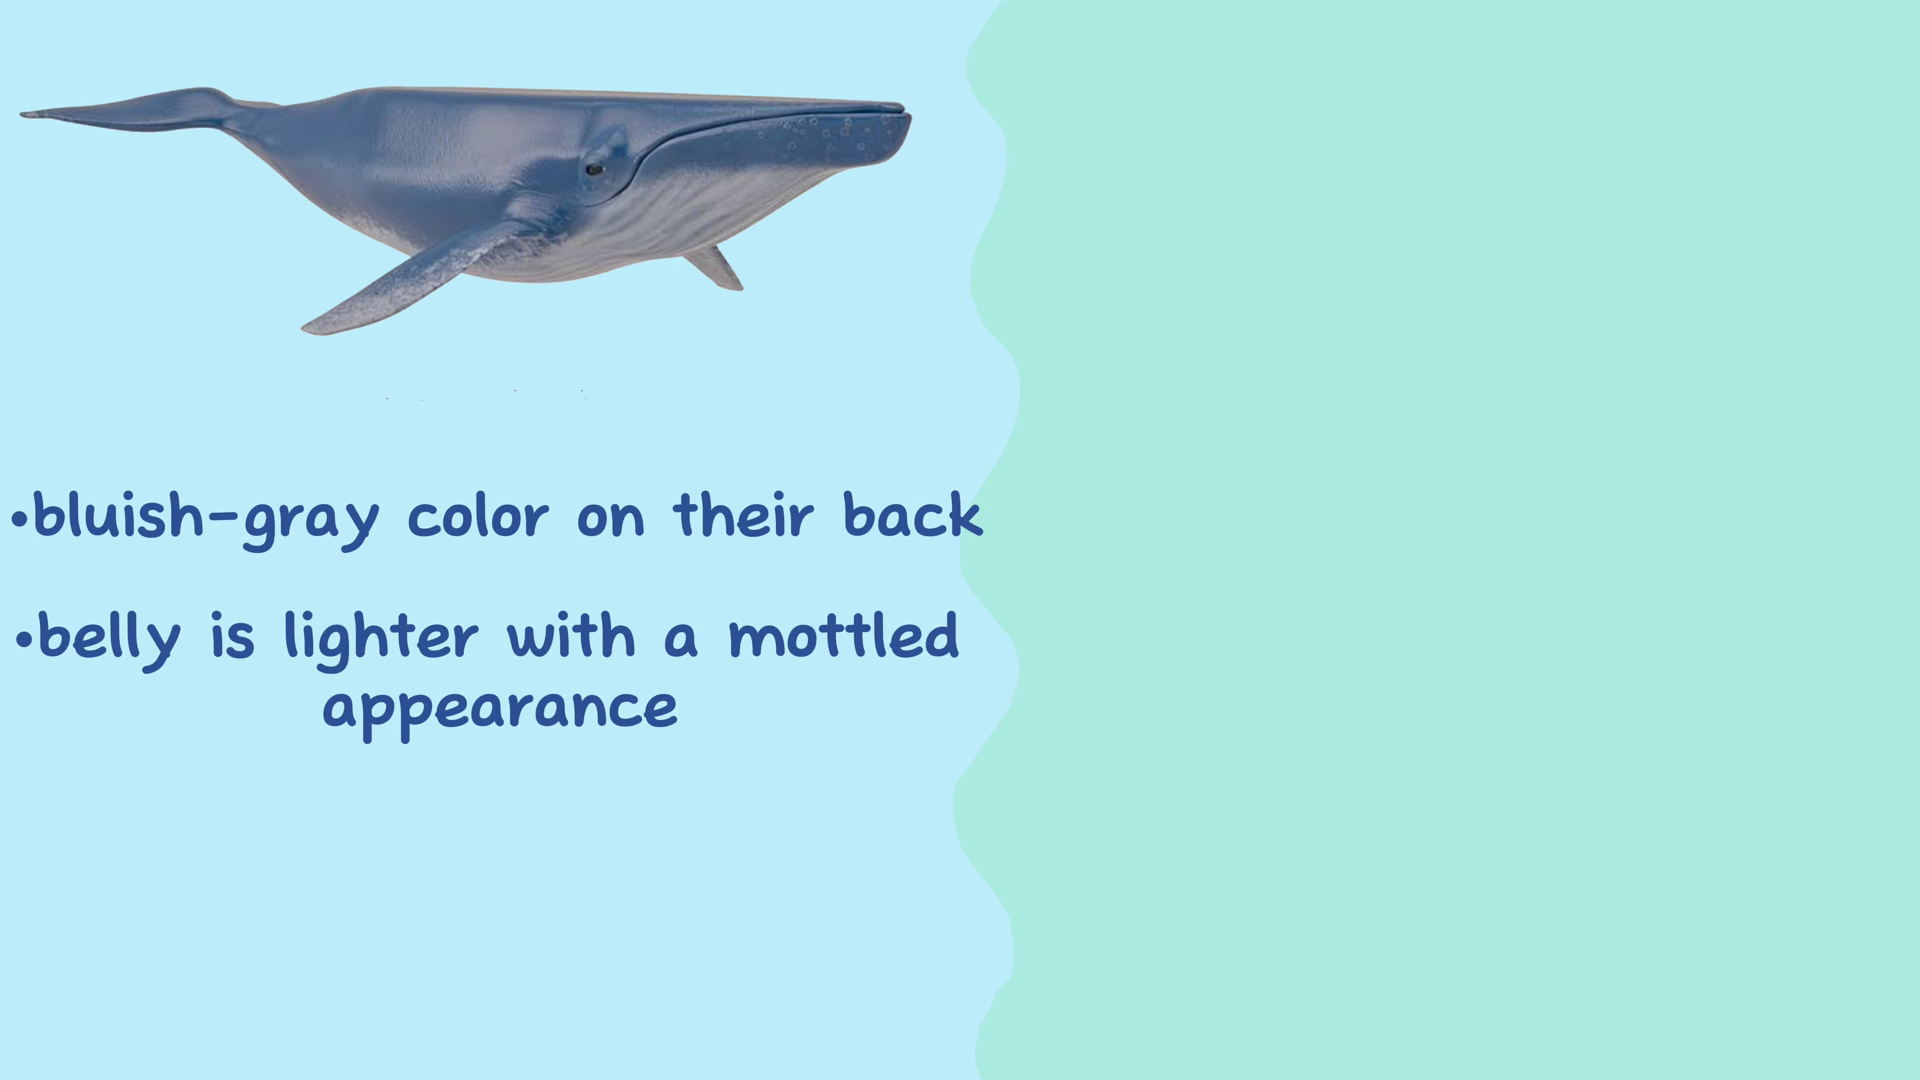 •bluish-gray color on their back
•belly is lighter with a mottled
appearance